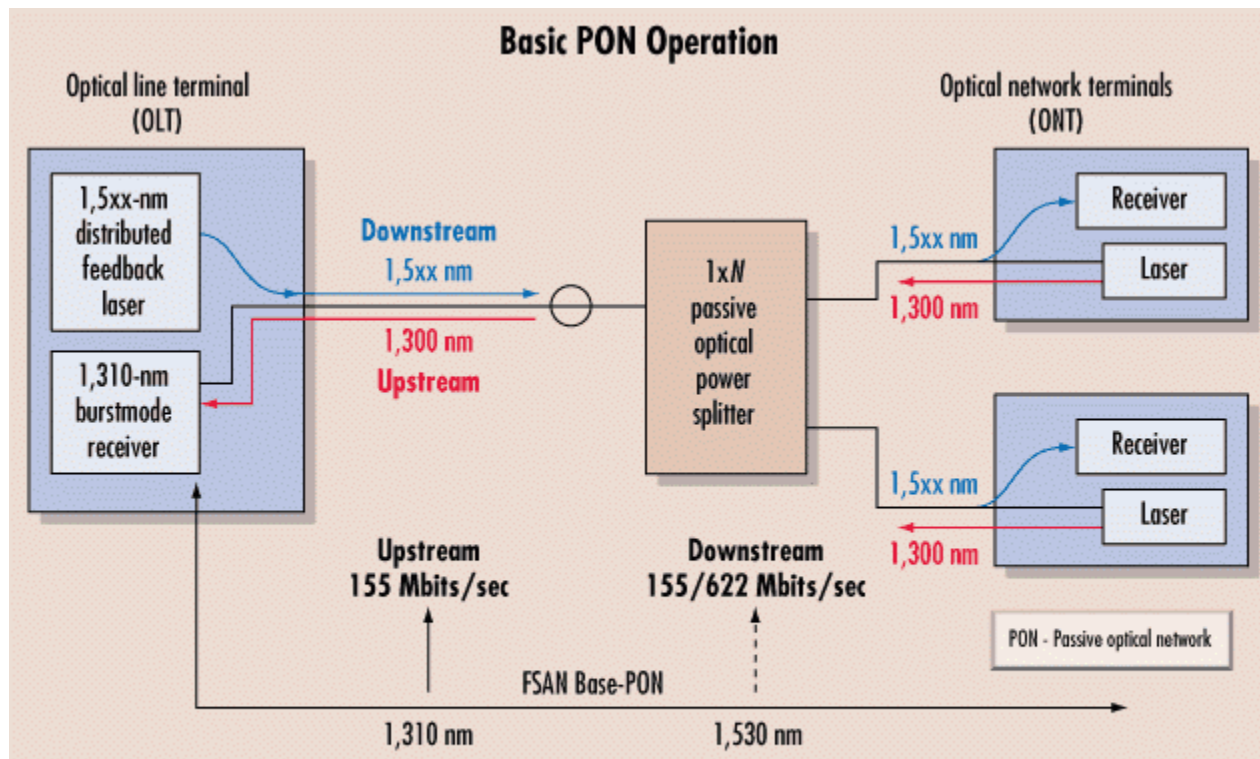 Basic PON Operation
Optical line terminal
(OLT)
Optical network terminals
(ONT)
1,5xx-nm
distributed
feedback
laser
1,310-nm
burstmode
receiver
Downstream
1,5xx nm
1,300 nm
Upstream
1xN
passive
optical
power
splitter
1,5xx nm
1,300 nm
Receiver
Laser
1,5xx nm
1,300 nm
Receiver
Laser
Upstream
155 Mbits/sec
Downstream
155/622 Mbits/sec
PON - Passive optical network
FSAN Base-PON
1,310 nm
1,530 nm